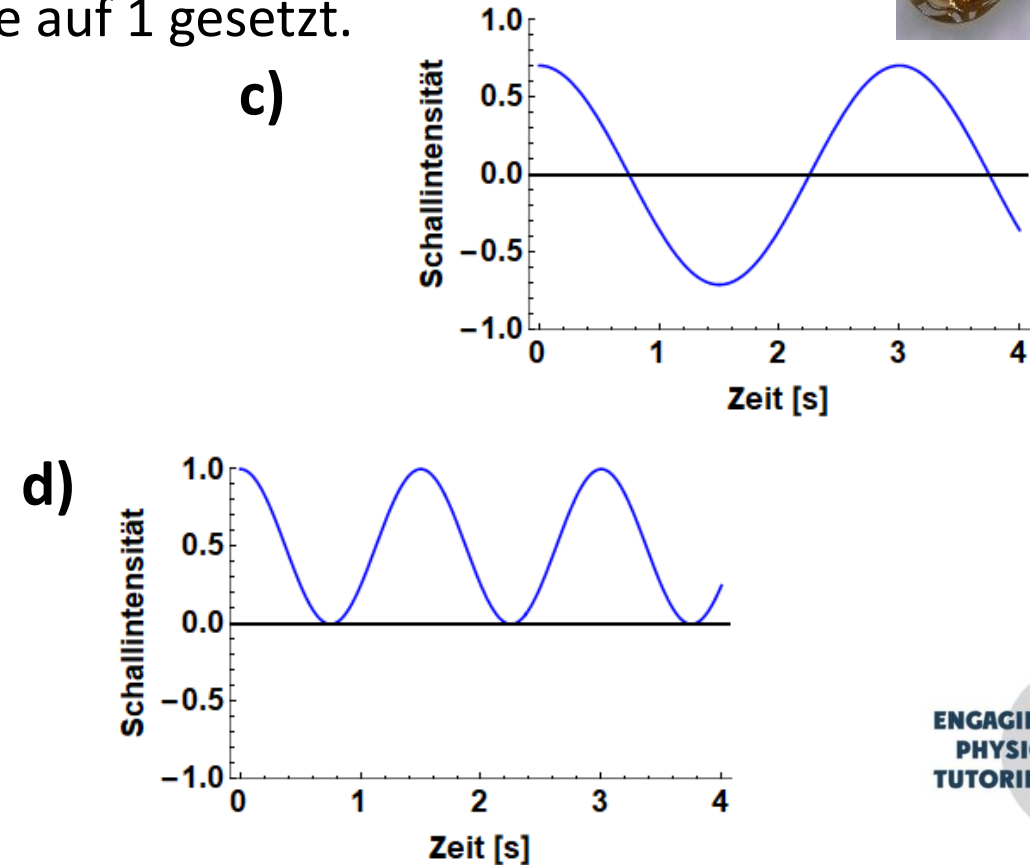 e auf 1 gesetzt.
c)
Schallintensität
1.0
0.5
0.0
−0.5
−1.0
0 1 2 3 4
Zeit [s]
d)
Schallintensität
1.0
0.5
0.0
−0.5
−1.0
0 1 2 3 4
Zeit [s]
ENGAGI
PHYSI
TUTORI